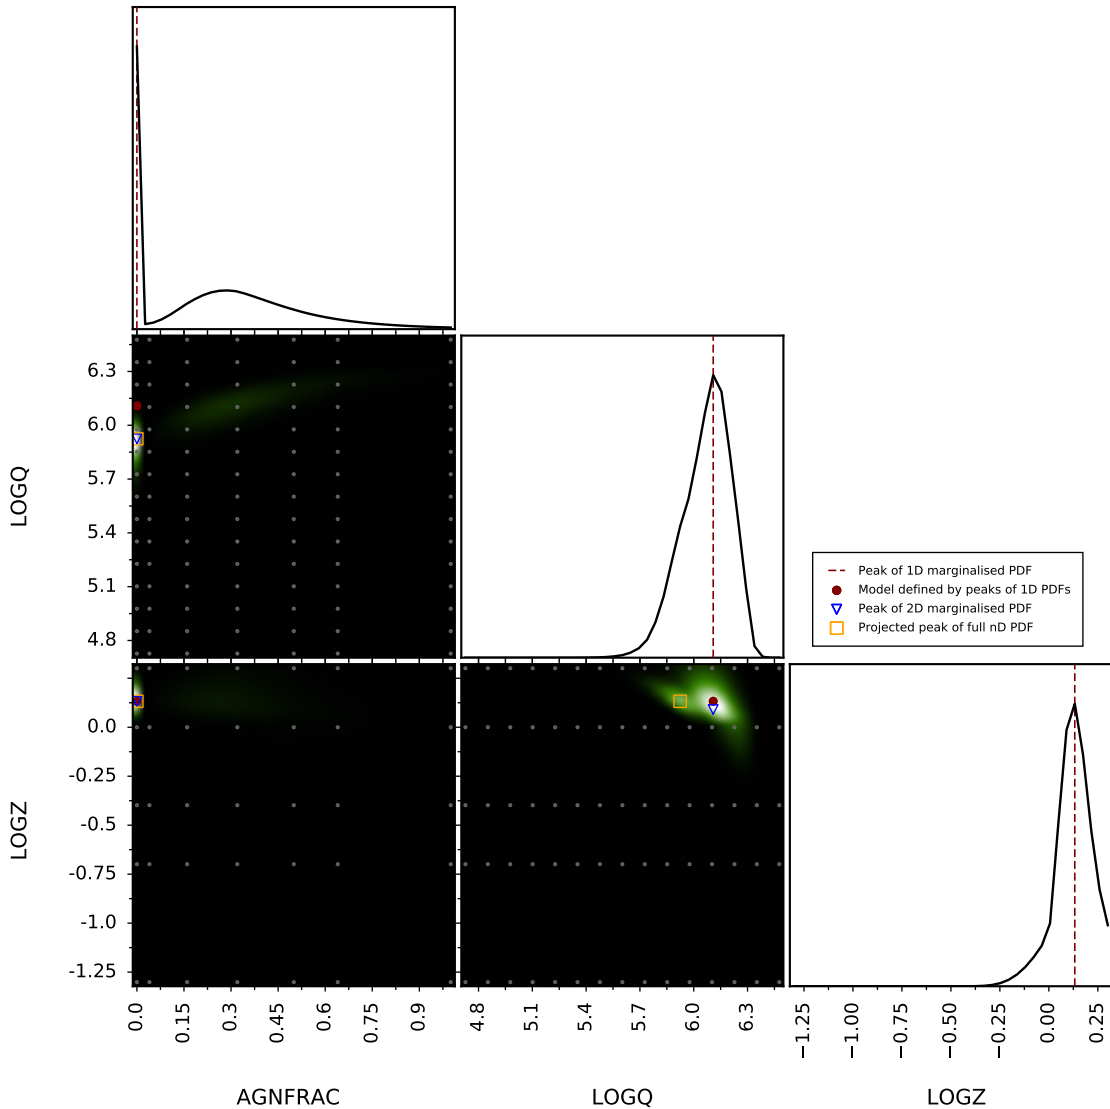 6.3
6.0
5.7
5.4
5.1
4.8
LOGQ
Peak of 1D marginalised PDF
Model defined by peaks of 1D PDFs
Peak of 2D marginalised PDF
Projected peak of full nD PDF
0.0
-0.25
-0.5
-0.75
-1.0
-1.25
LOGZ
0.0 0.15 0.3 0.45 0.6 0.75 0.9
4.8 5.1 5.4 5.7 6.0 6.3
−1.25 −1.00 −0.75 −0.50 −0.25 0.00 0.25
AGNFRAC LOGQ LOGZ